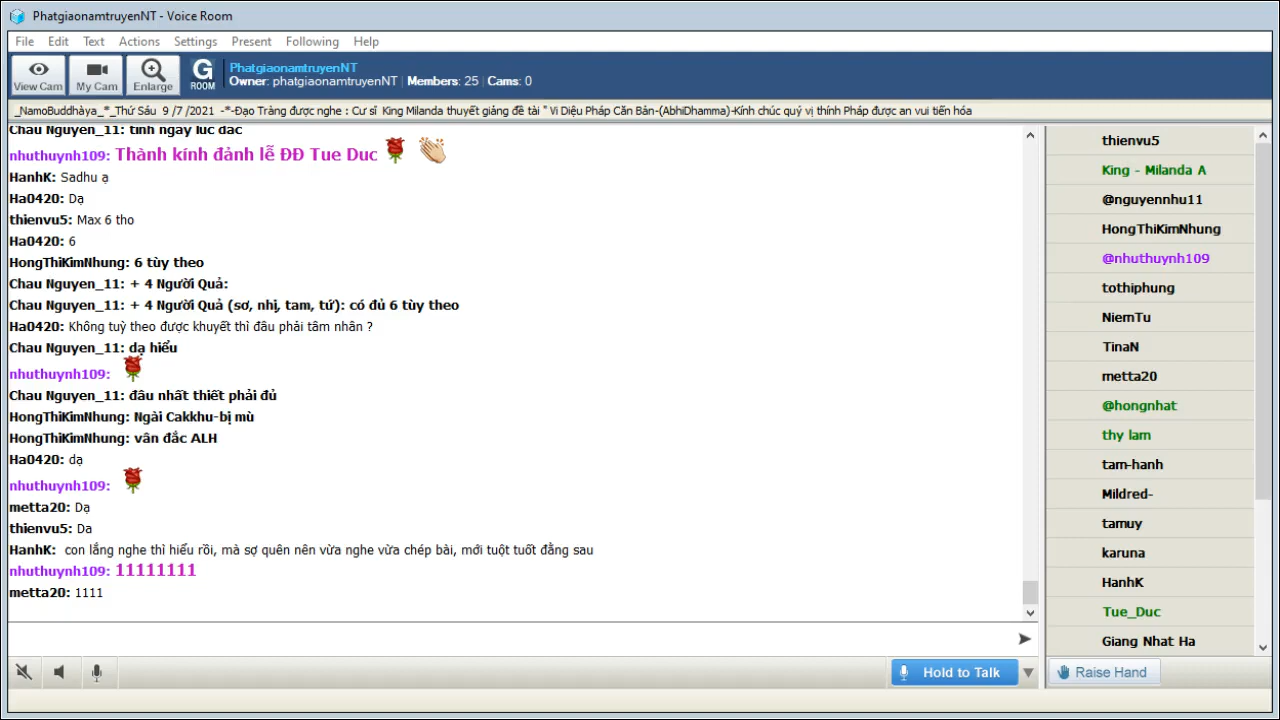 PhatgiaonamtruyenNT - Voice Room
File Edit Text Actions Settings Present Following Help
View Cam
My Cam
Enlarge
G ROOM
PhatgiaonamtruyenNT
Owner: phatgiaonamtruyenNT | Members: 25 | Cams: 0
_NamoBuddhàya_*_Thứ Sáu 9 /7 /2021 -*-Đạo Tràng được nghe : Cư sĩ King Milanda thuyết giảng đề tài " Vi Diệu Pháp Căn Bản-(AbhiDhamma)-Kính chúc quý vị thính Pháp được an vui tiến hóa
Chau Nguyen_11: tính ngay lúc đắc
nhuthuynh109: Thành kính đảnh lễ ĐĐ Tue Duc
HanhK: Sadhu ạ
Ha0420: Dạ
thienvu5: Max 6 tho
Ha0420: 6
HongThiKimNhung: 6 tùy theo
Chau Nguyen_11: + 4 Người Quả:
Chau Nguyen_11: + 4 Người Quả (sơ, nhị, tam, tứ): có đủ 6 tùy theo
Ha0420: Không tuỳ theo được khuyết thì đâu phải tâm nhân ?
Chau Nguyen_11: dạ hiểu
nhuthuynh109:
Chau Nguyen_11: đâu nhất thiết phải đủ
HongThiKimNhung: Ngài Cakkhu-bị mù
HongThiKimNhung: vân đắc ALH
Ha0420: dạ
nhuthuynh109:
metta20: Dạ
thienvu5: Da
HanhK: con lắng nghe thì hiểu rồi, mà sợ quên nên vừa nghe vừa chép bài, mới tuột tuốt đằng sau
nhuthuynh109: 11111111
metta20: 1111
Hold to Talk
thienvu5
King - Milanda A
@nguyennhu11
HongThiKimNhung
@nhuthuynh109
tothiphung
NiemTu
TinaN
metta20
@hongnhat
thy lam
tam-hanh
Mildred-
tamuy
karuna
HanhK
Tue_Duc
Giang Nhat Ha
Raise Hand